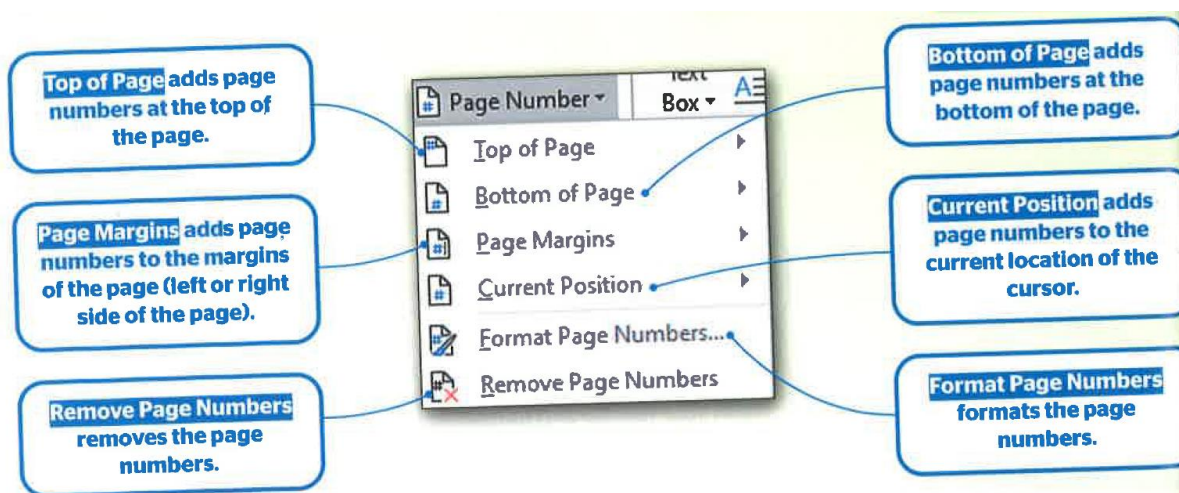 Top of Page adds page
numbers at the top of
the page.
Page Margins adds page
numbers to the margins
of the page (left or right
side of the page).
Remove Page Numbers
removes the page
numbers.
Page Number
Text
Box
A
Top of Page
Bottom of Page
Page Margins
Current Position
Format Page Numbers...
Remove Page Numbers
Bottom of Page adds
page numbers at the
bottom of the page.
Current Position adds
page numbers to the
current location of the
cursor.
Format Page Numbers
formats the page
numbers.